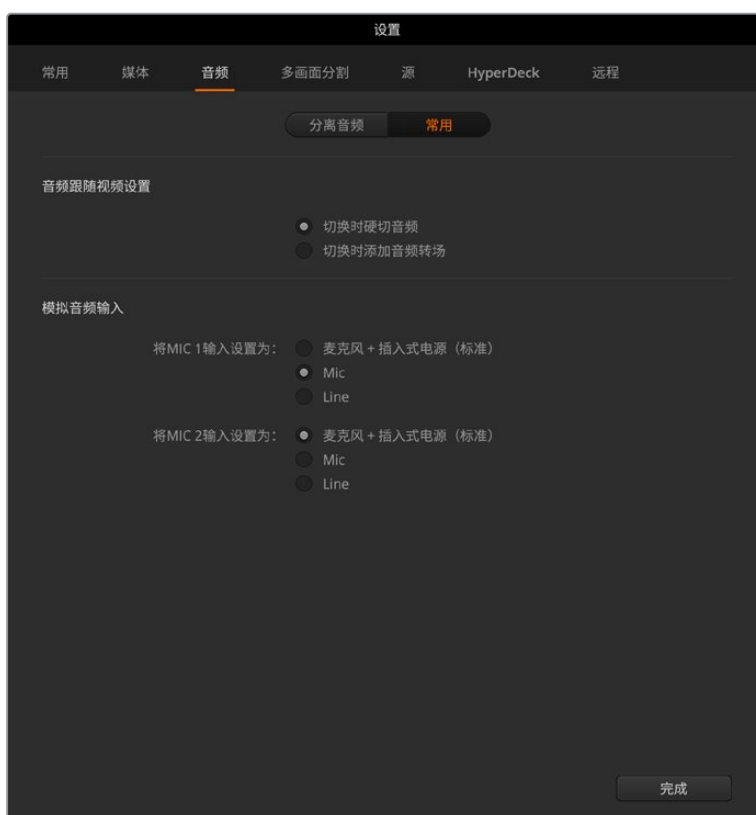 设置
常用 媒体 音频 多画面分割 源 HyperDeck 远程
分离音频 常用
音频跟随视频设置
切换时硬切音频
切换时添加音频转场
模拟音频输入
将MIC 1输入设置为： 麦克风 + 插入式电源（标准）
Mic
Line
将MIC 2输入设置为： 麦克风 + 插入式电源（标准）
Mic
Line
完成